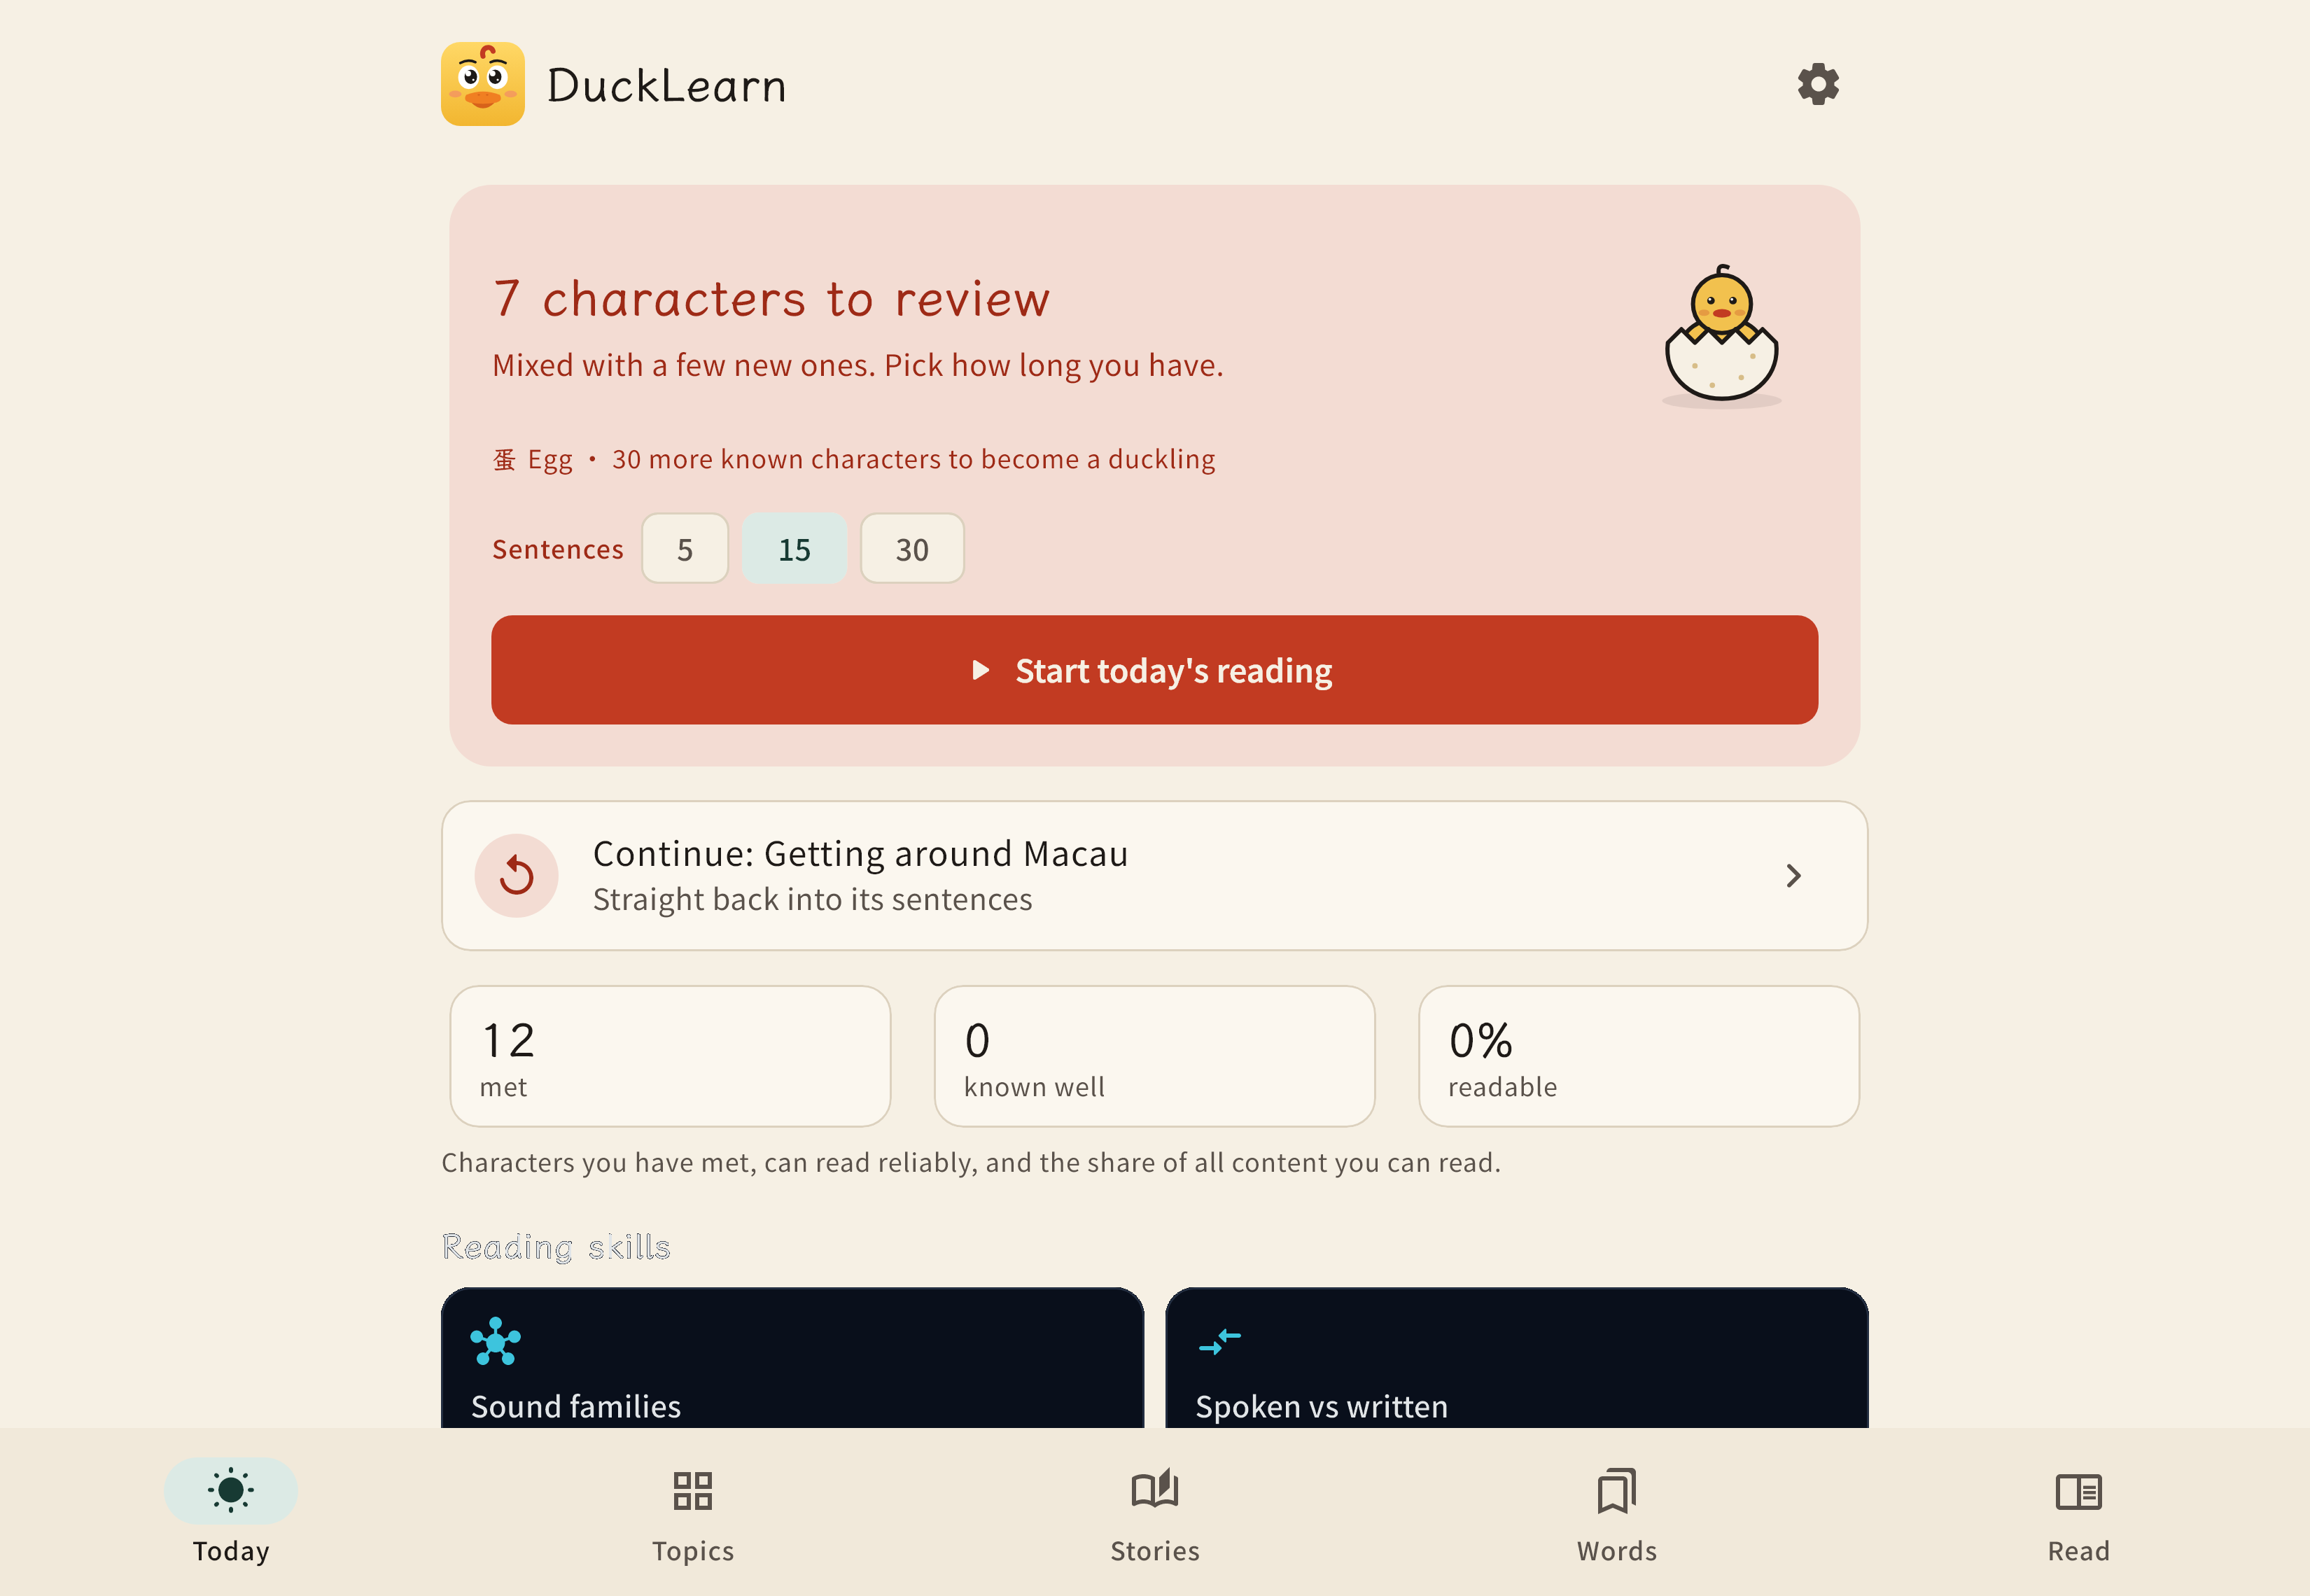 DuckLearn
7 characters to review
Mixed with a few new ones. Pick how long you have.
蛋 Egg • 30 more known characters to become a duckling
Sentences 5 15 30
Start today's reading
Continue: Getting around Macau
Straight back into its sentences
12 0 0%
met known well readable
Characters you have met, can read reliably, and the share of all content you can read.
Reading skills
Sound families Spoken vs written
Today Topics Stories Words Read